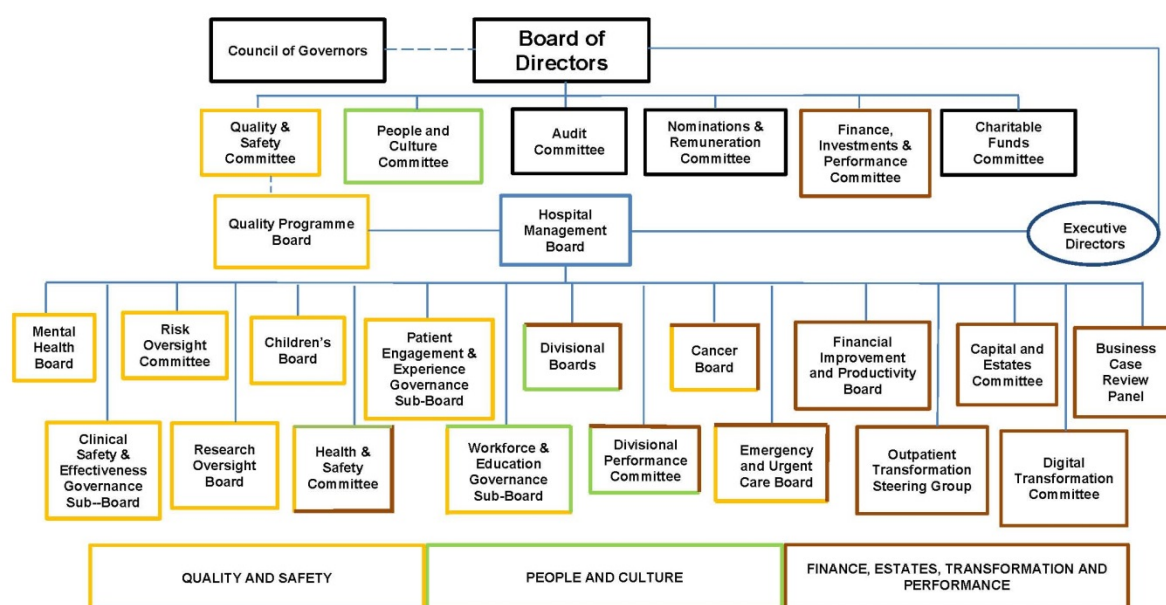 Council of Governors
Board of
Directors
Quality &
Safety
Committee
People and
Culture
Committee
Audit
Committee
Nominations &
Remuneration
Committee
Finance,
Investments &
Performance
Committee
Charitable
Funds
Committee
Quality Programme
Board
Hospital
Management
Board
Executive
Directors
Mental
Health
Board
Risk
Oversight
Committee
Children's
Board
Patient
Engagement &
Experience
Governance
Sub-Board
Divisional
Boards
Cancer
Board
Financial
Improvement
and Productivity
Board
Capital and
Estates
Committee
Business
Case
Review
Panel
Clinical
Safety &
Effectiveness
Governance
Sub--Board
Research
Oversight
Board
Health &
Safety
Committee
Workforce &
Education
Governance
Sub-Board
Divisional
Performance
Committee
Emergency
and Urgent
Care Board
Outpatient
Transformation
Steering Group
Digital
Transformation
Committee
QUALITY AND SAFETY
PEOPLE AND CULTURE
FINANCE, ESTATES, TRANSFORMATION AND
PERFORMANCE